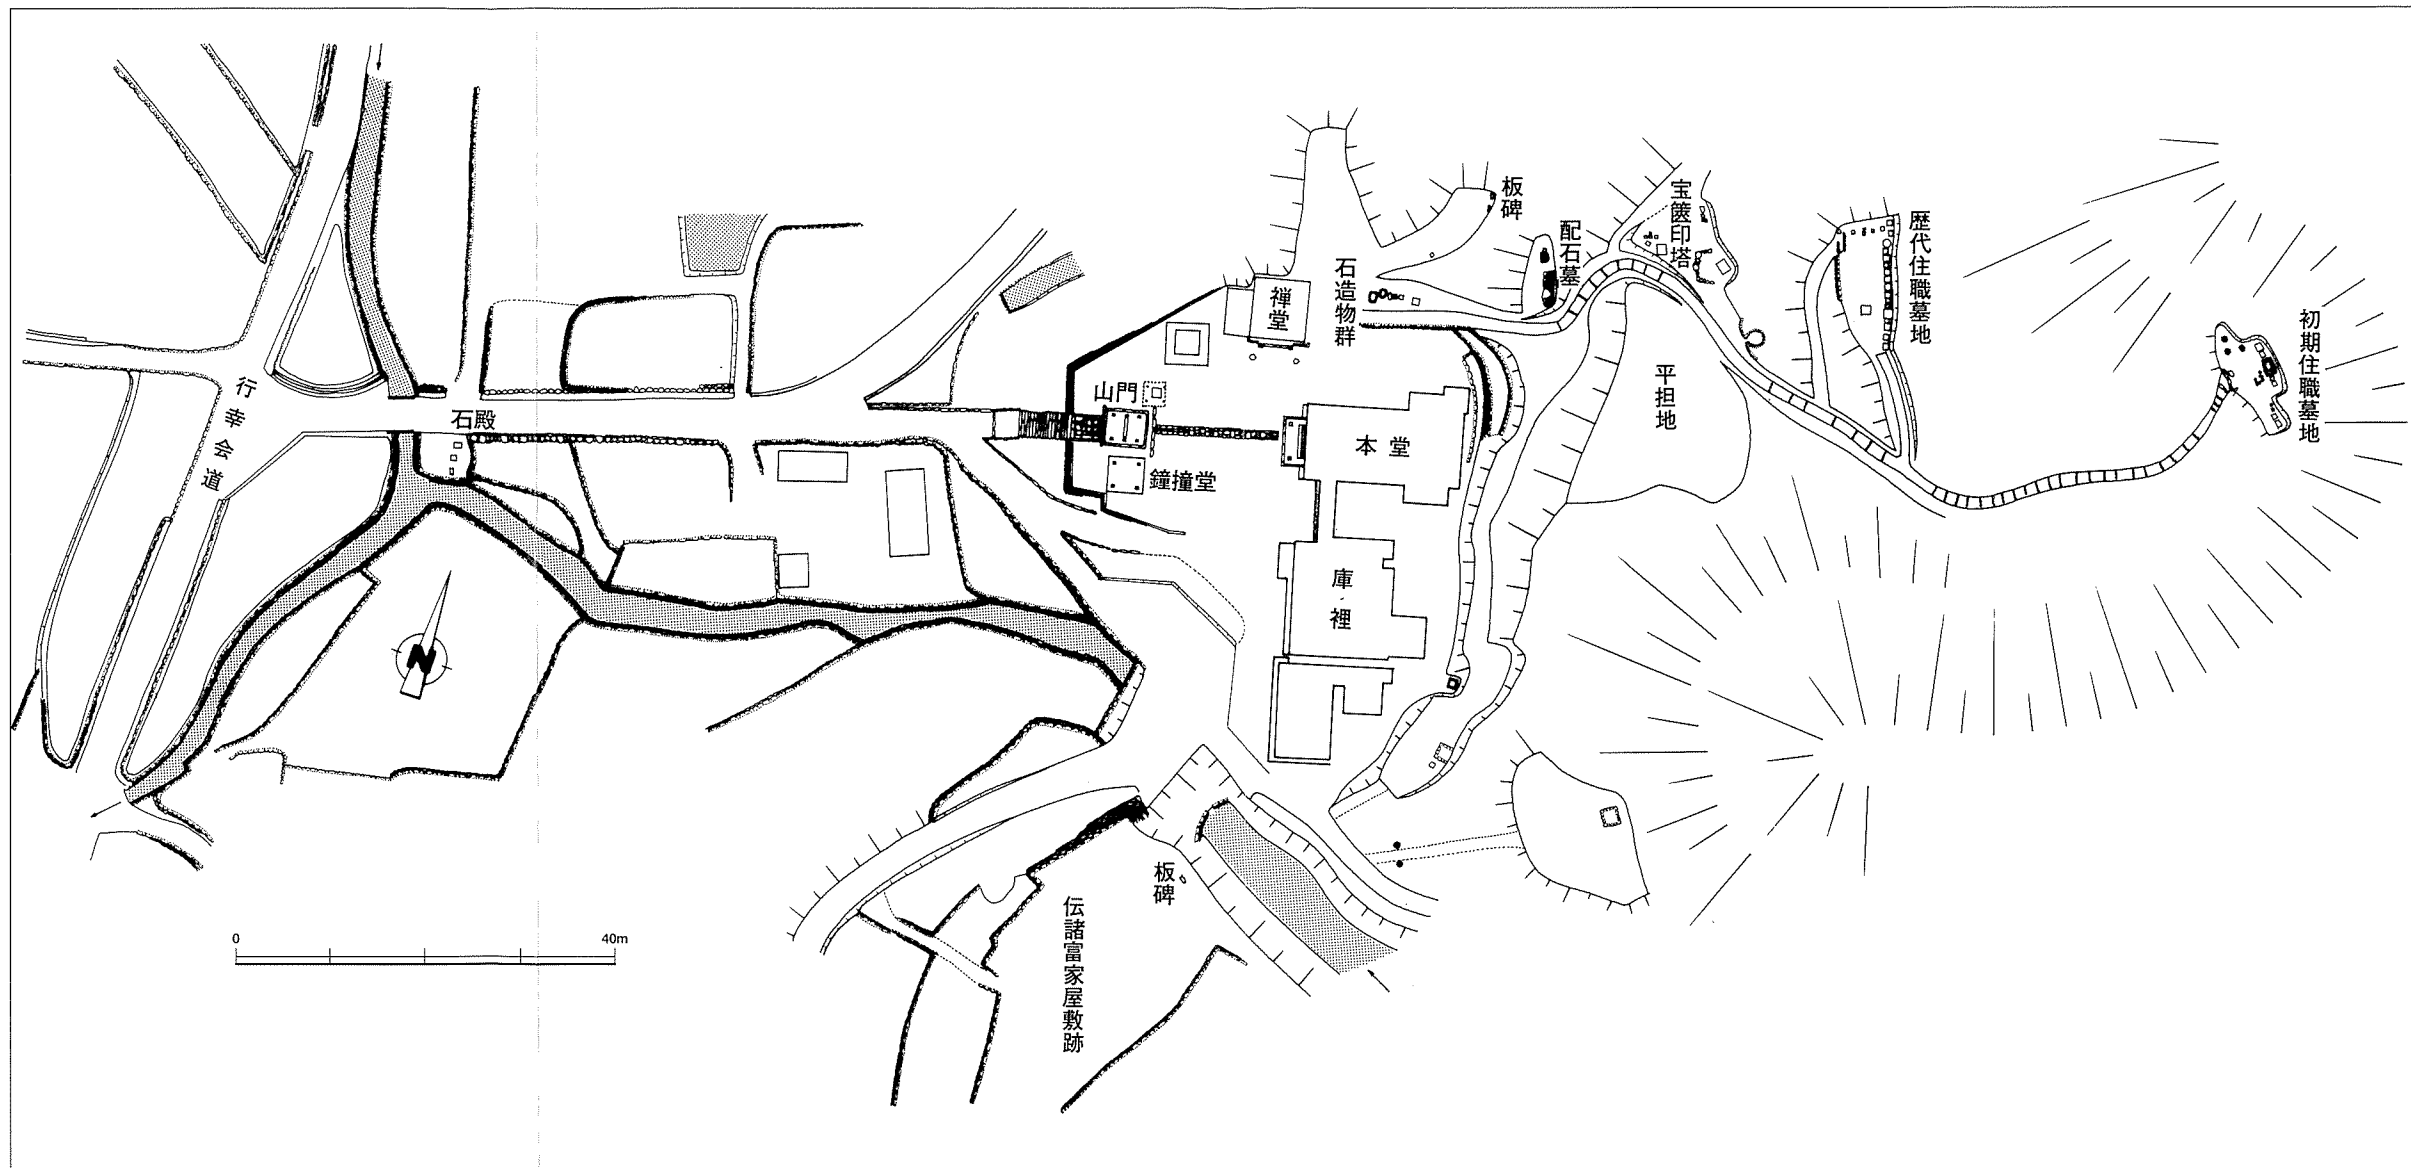 板碑
宝篋印塔
配石墓
歴代住職墓地
石造物群
禅堂
初期住職墓地
行幸会道
山門
平担地
石殿
本堂
鐘撞堂
庫裡
N
板碑
伝諸富家屋敷跡
0
40m